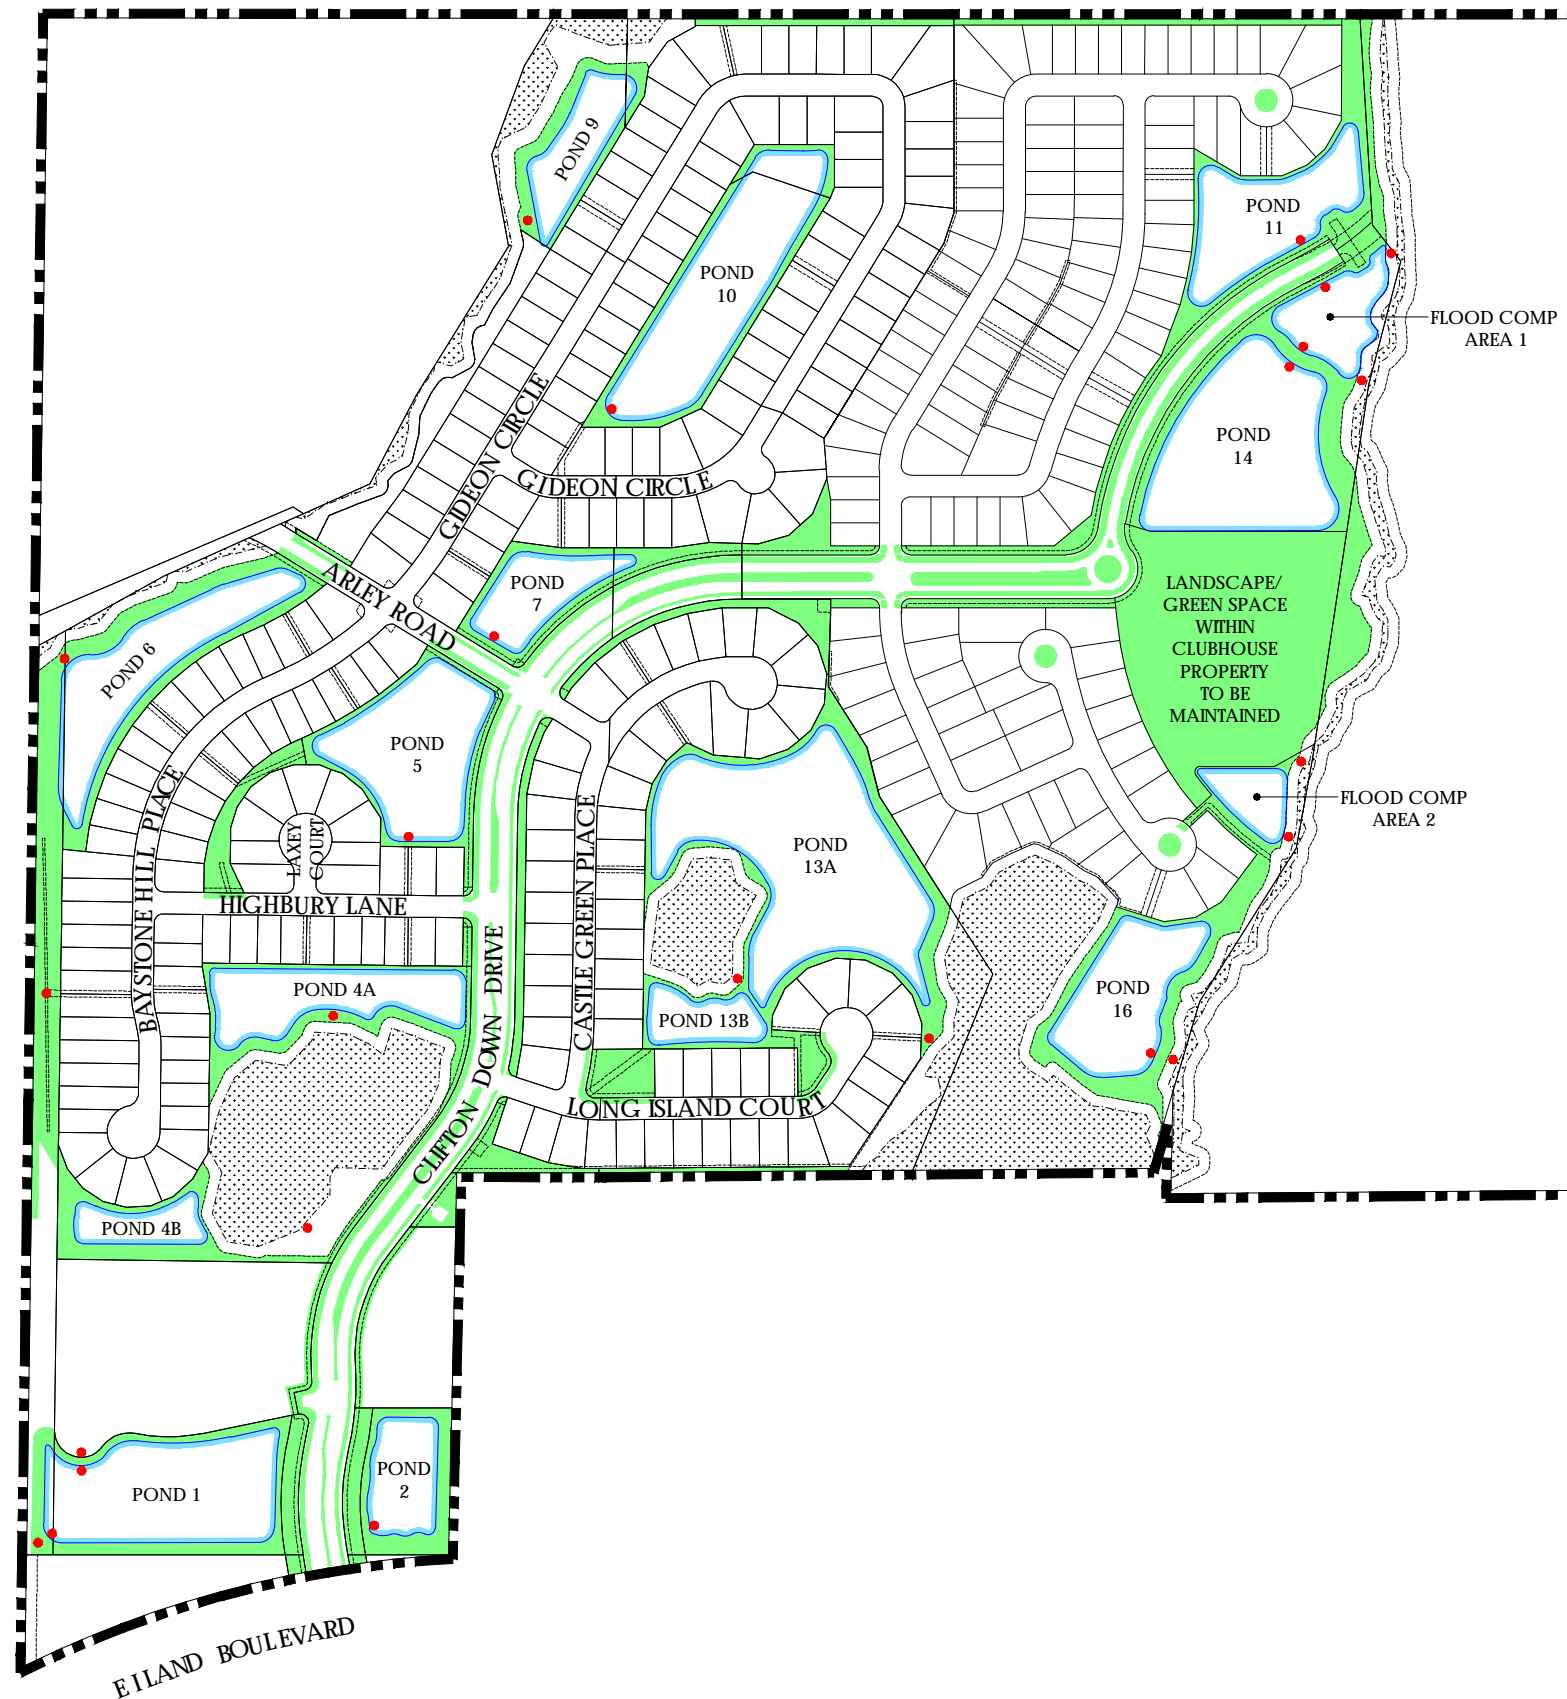 POND 9
POND
11
POND
10
FLOOD COMP
AREA 1
GIDEON CIRCLE
POND
14
GIDEON CIRCLE
ARLEY ROAD
POND
7
LANDSCAPE/
GREEN SPACE
WITHIN
CLUBHOUSE
PROPERTY
TO BE
MAINTAINED
POND 6
POND
5
BAYSTONE HILL PLACE
LAXEY
COURT
CASTLE GREEN PLACE
POND
13A
FLOOD COMP
AREA 2
HIGHBURY LANE
CLIFTON DOWN DRIVE
POND 4A
POND 13B
POND
16
LONG ISLAND COURT
POND 4B
POND 1
POND
2
EILAND BOULEVARD